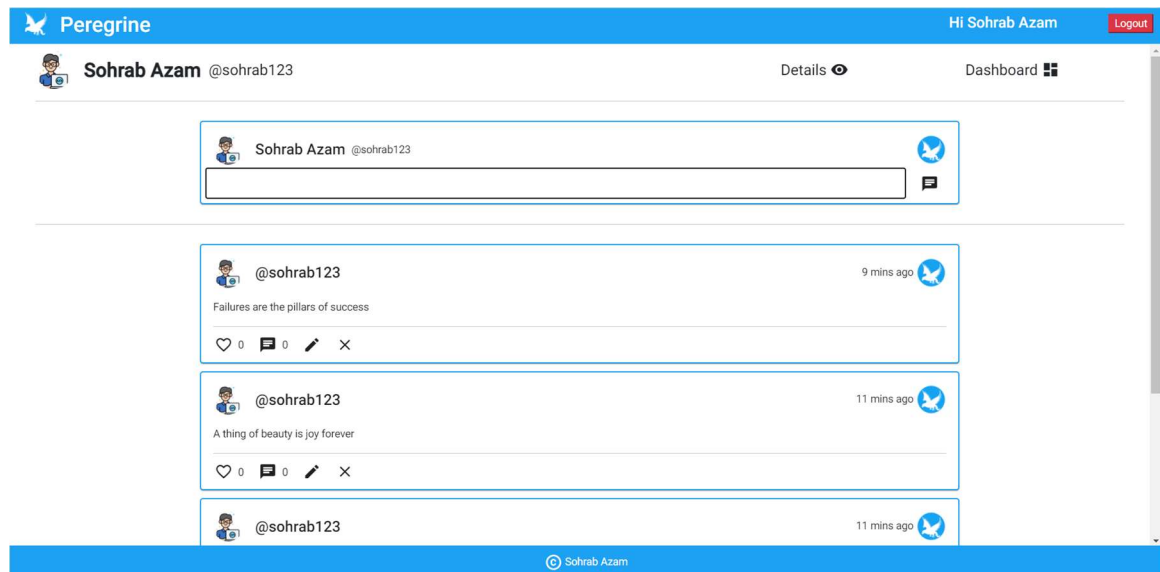 Peregrine Hi Sohrab Azam Logout
Sohrab Azam @sohrab123 Details Dashboard
Sohrab Azam @sohrab123
@sohrab123 9 mins ago
Failures are the pillars of success
0 0
@sohrab123 11 mins ago
A thing of beauty is joy forever
0 0
@sohrab123 11 mins ago
© Sohrab Azam